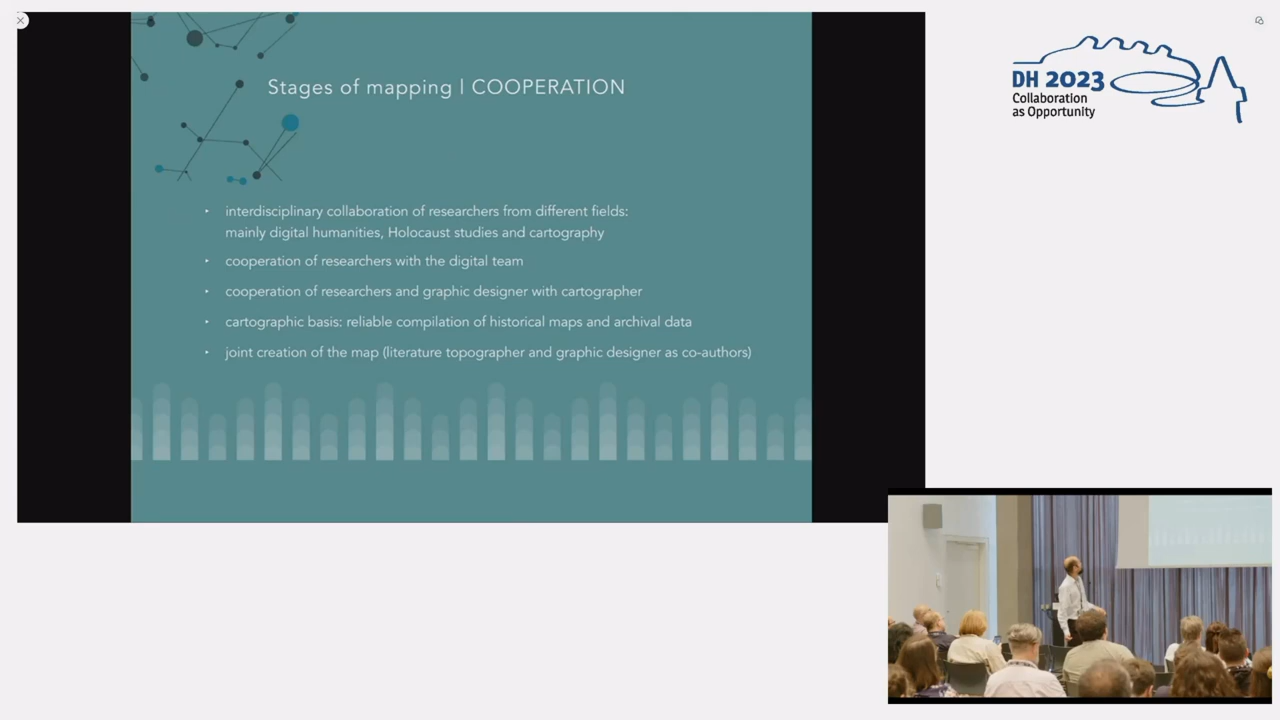 Stages of mapping | COOPERATION
‣ interdisciplinary collaboration of researchers from different fields:
mainly digital humanities, Holocaust studies and cartography
‣ cooperation of researchers with the digital team
‣ cooperation of researchers and graphic designer with cartographer
‣ cartographic basis: reliable compilation of historical maps and archival data
‣ joint creation of the map (literature topographer and graphic designer as co-authors)
DH 2023
Collaboration
as Opportunity